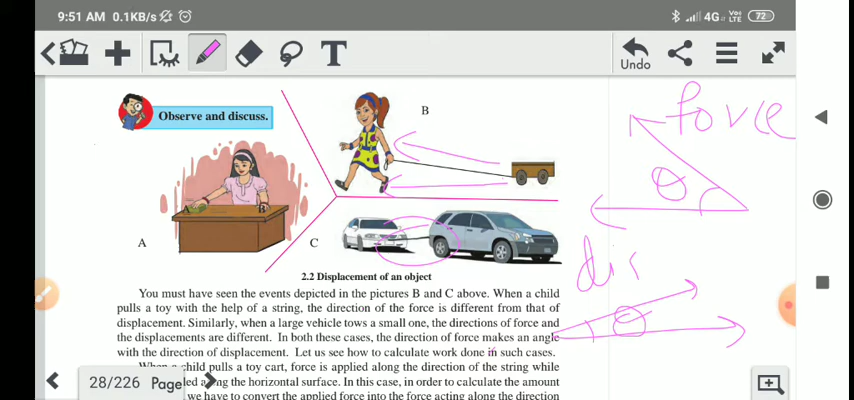 9:51 AM 0.1KB/s
4G VoLTE 72
T
Undo
Observe and discuss.
B
A
B
A
C
force
θ
dis
θ
2.2 Displacement of an object
You must have seen the events depicted in the pictures B and C above. When a child
pulls a toy with the help of a string, the direction of the force is different from that of
displacement. Similarly, when a large vehicle tows a small one, the directions of force and
the displacements are different. In both these cases, the direction of force makes an angle
with the direction of displacement. Let us see how to calculate work done in such cases.
When a child pulls a toy cart, force is applied along the direction of the string while
the horizontal surface. In this case, in order to calculate the amount
we have to convert the applied force into the force acting along the direction
28/226 Page